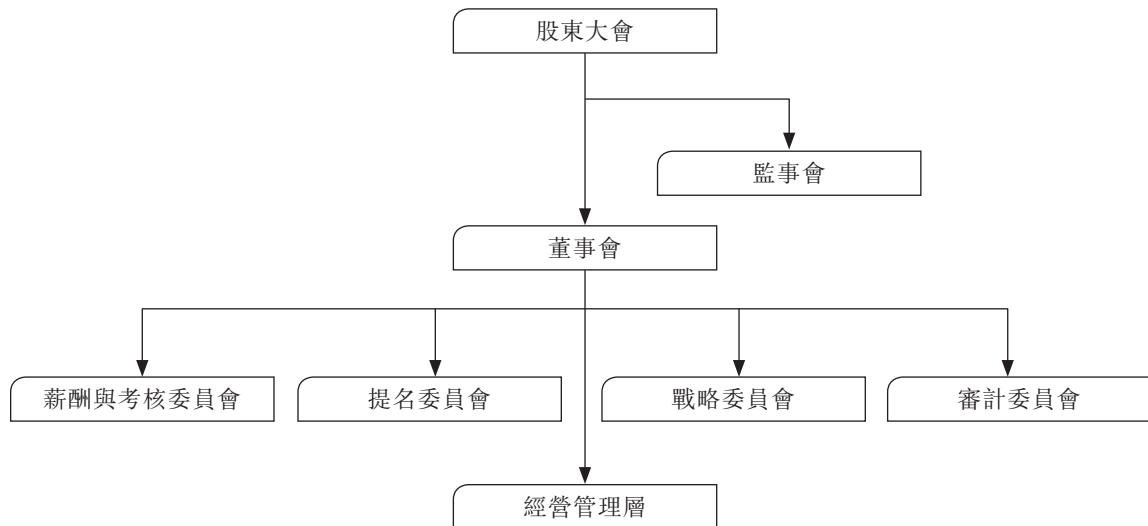 股東大會
監事會
董事會
薪酬與考核委員會
提名委員會
戰略委員會
審計委員會
經營管理層